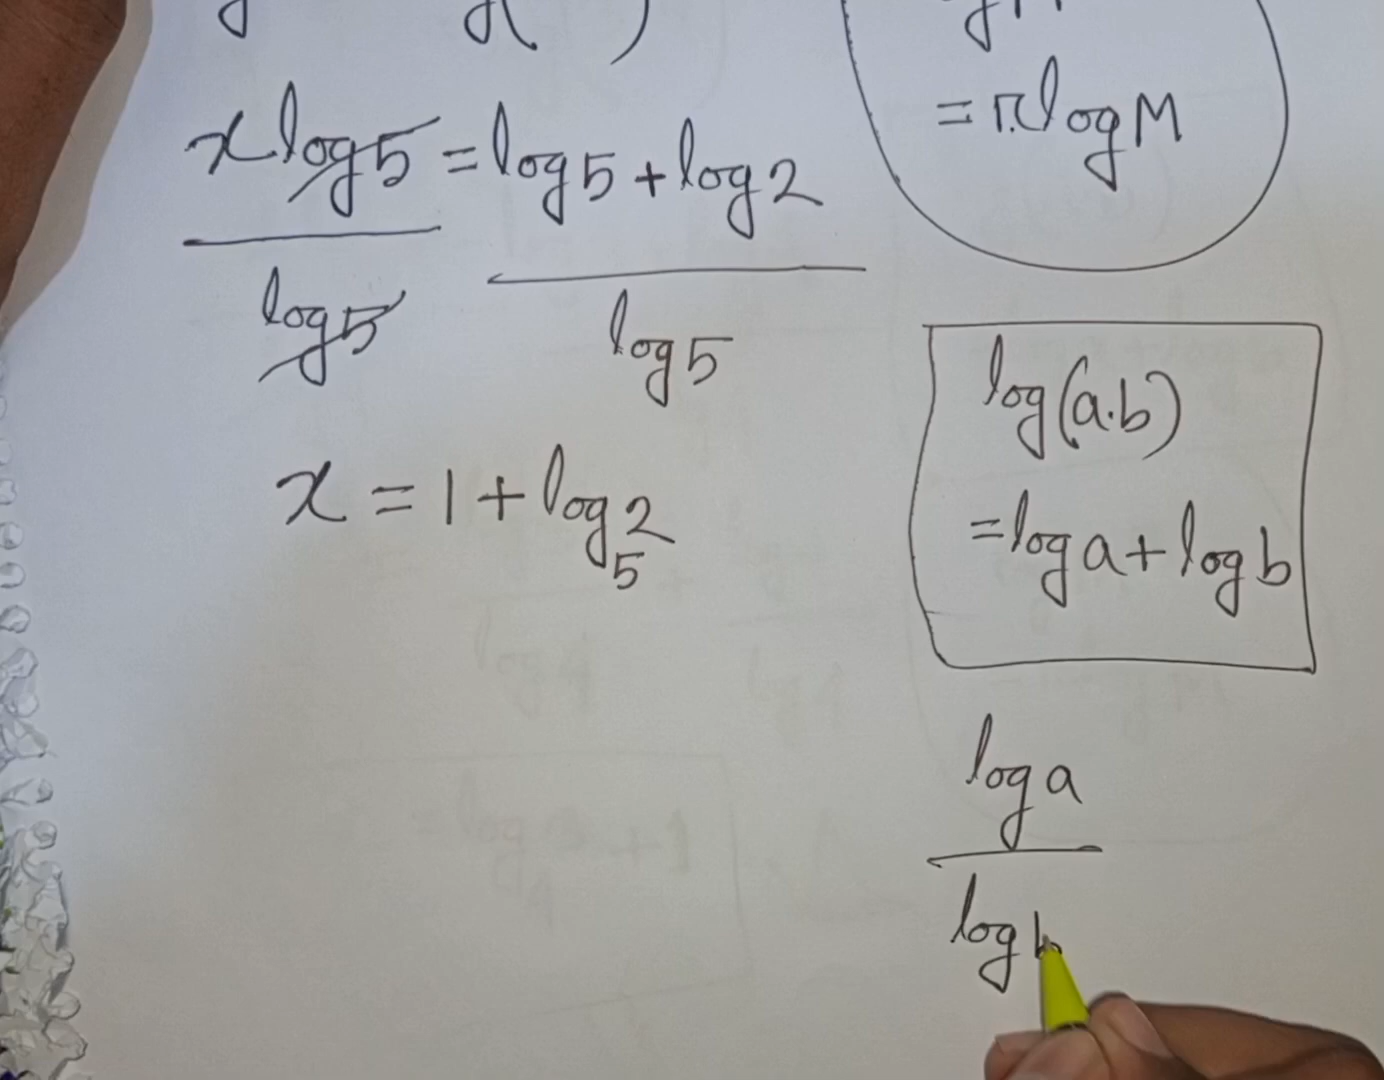 x log 5 = log 5 + log 2
log 5 log 5
x = 1 + log₅ 2
= r.log M
log(a.b)
= log a + log b
log a
log b